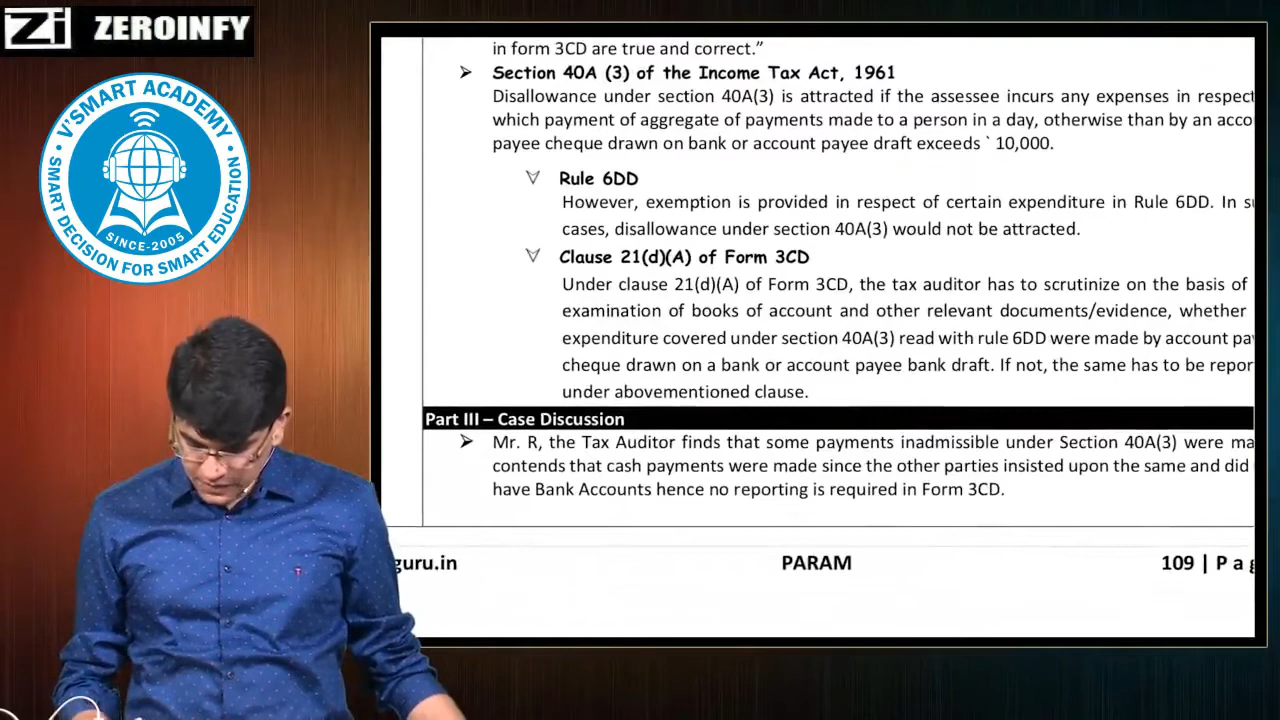 Zi ZEROINFY
V'SMART ACADEMY
SINCE-2005
SMART DECISION FOR SMART EDUCATION
in form 3CD are true and correct.”
➢ Section 40A (3) of the Income Tax Act, 1961
Disallowance under section 40A(3) is attracted if the assessee incurs any expenses in respect
which payment of aggregate of payments made to a person in a day, otherwise than by an
payee cheque drawn on bank or account payee draft exceeds ` 10,000.
Rule 6DD
However, exemption is provided in respect of certain expenditure in Rule 6DD. In
cases, disallowance under section 40A(3) would not be attracted.
Clause 21(d)(A) of Form 3CD
Under clause 21(d)(A) of Form 3CD, the tax auditor has to scrutinize on the basis of
examination of books of account and other relevant documents/evidence, whether
expenditure covered under section 40A(3) read with rule 6DD were made by account
cheque drawn on a bank or account payee bank draft. If not, the same has to be
under abovementioned clause.
Part III – Case Discussion
➢ Mr. R, the Tax Auditor finds that some payments inadmissible under Section 40A(3) were
contends that cash payments were made since the other parties insisted upon the same and did
have Bank Accounts hence no reporting is required in Form 3CD.
guru.in PARAM 109 | P a g